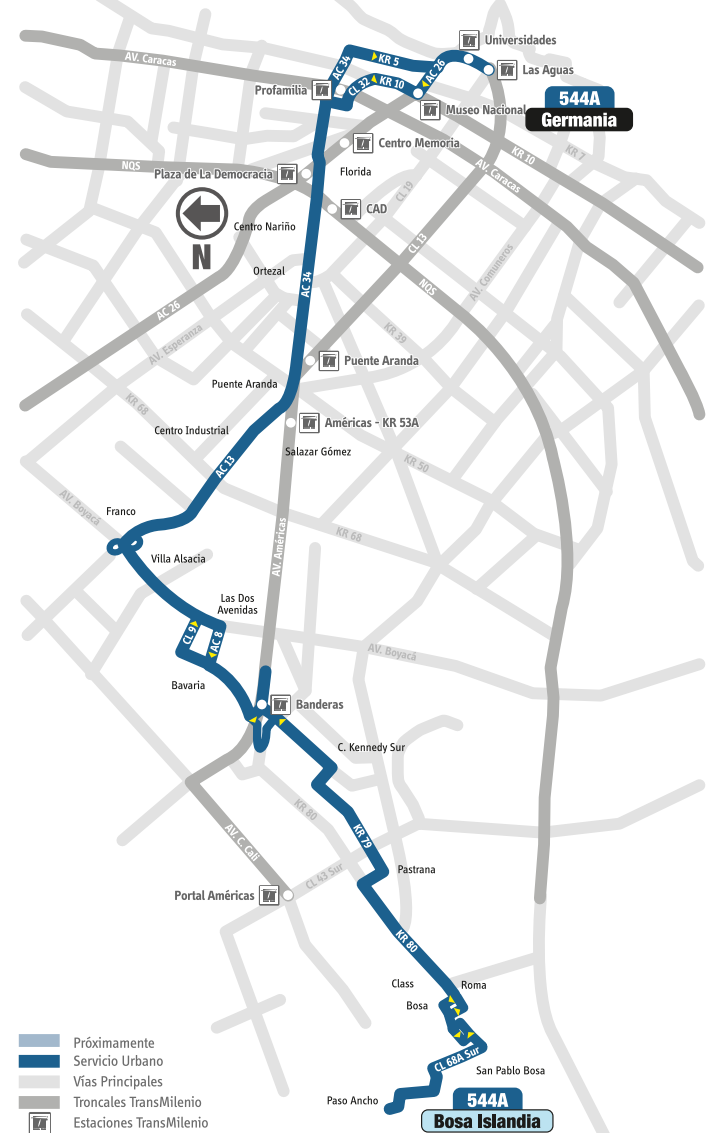 Universidades
AV. Caracas
AC 34
KR 5
AC 26
Las Aguas
Profamilia
CL 32
KR 10
544A
Germania
Museo Nacional
Centro Memoria
KR 10
KR 7
NQS
Plaza de La Democracia
Florida
AV. Caracas
CL 19
CAD
Centro Nariño
N
CL 13
Ortezal
AC 34
NQS
AV. Comuneros
AC 26
AV. Esperanza
KR 39
Puente Aranda
Puente Aranda
KR 68
Américas - KR 53A
Centro Industrial
Salazar Gómez
AC 13
KR 50
AV. Boyacá
Franco
KR 68
AV. Américas
Villa Alsacia
Las Dos
Avenidas
CL 9
AC 8
AV. Boyacá
Bavaria
Banderas
C. Kennedy Sur
KR 80
KR 79
AV. C. Cali
CL 43 Sur
Pastrana
Portal Américas
KR 80
Class
Roma
Bosa
CL 68A Sur
San Pablo Bosa
Paso Ancho
544A
Bosa Islandia
Próximamente
Servicio Urbano
Vías Principales
Troncales TransMilenio
Estaciones TransMilenio